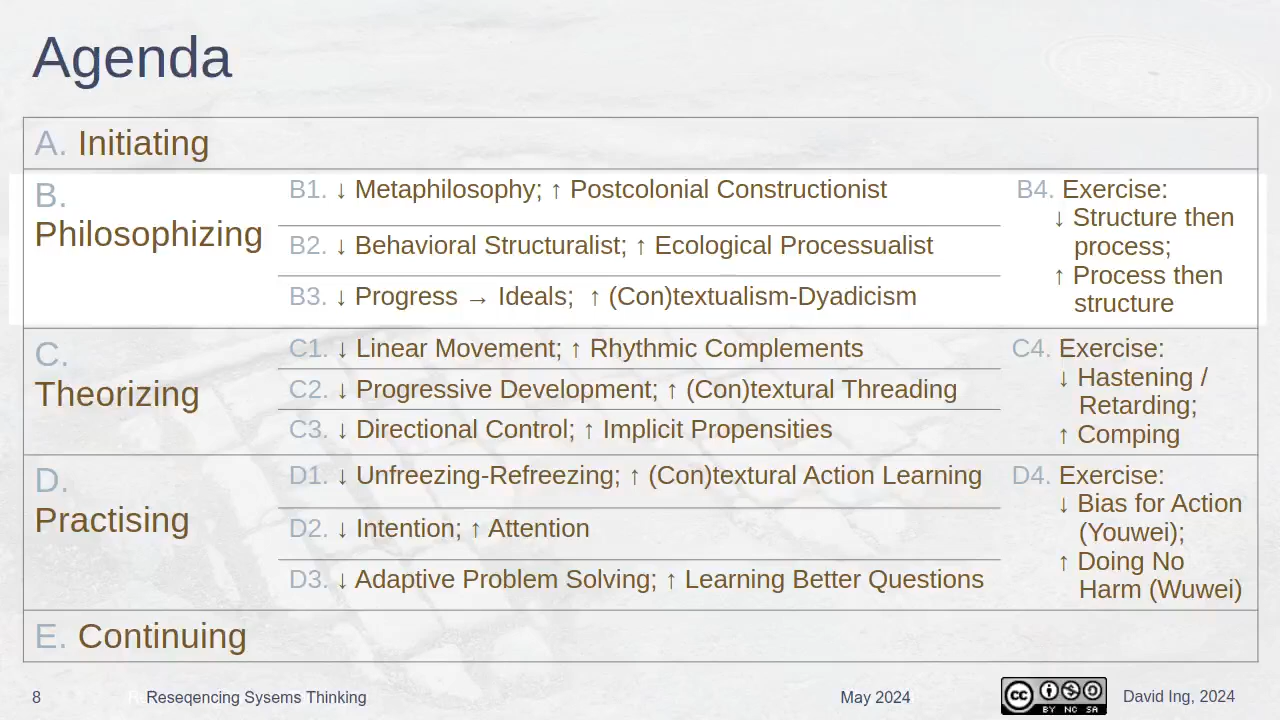 Agenda
A. Initiating
B.
Philosophizing
B1. ↓ Metaphilosophy; ↑ Postcolonial Constructionist
B2. ↓ Behavioral Structuralist; ↑ Ecological Processualist
B3. ↓ Progress → Ideals; ↑ (Con)textualism-Dyadicism
B4. Exercise:
↓ Structure then
process;
↑ Process then
structure
C.
Theorizing
C1. ↓ Linear Movement; ↑ Rhythmic Complements
C2. ↓ Progressive Development; ↑ (Con)textural Threading
C3. ↓ Directional Control; ↑ Implicit Propensities
C4. Exercise:
↓ Hastening /
Retarding;
↑ Comping
D.
Practising
D1. ↓ Unfreezing-Refreezing; ↑ (Con)textural Action Learning
D2. ↓ Intention; ↑ Attention
D3. ↓ Adaptive Problem Solving; ↑ Learning Better Questions
D4. Exercise:
↓ Bias for Action
(Youwei);
↑ Doing No
Harm (Wuwei)
E. Continuing
8
Reseqencing Sysems Thinking
May 2024
cc
BY NC SA
David Ing, 2024